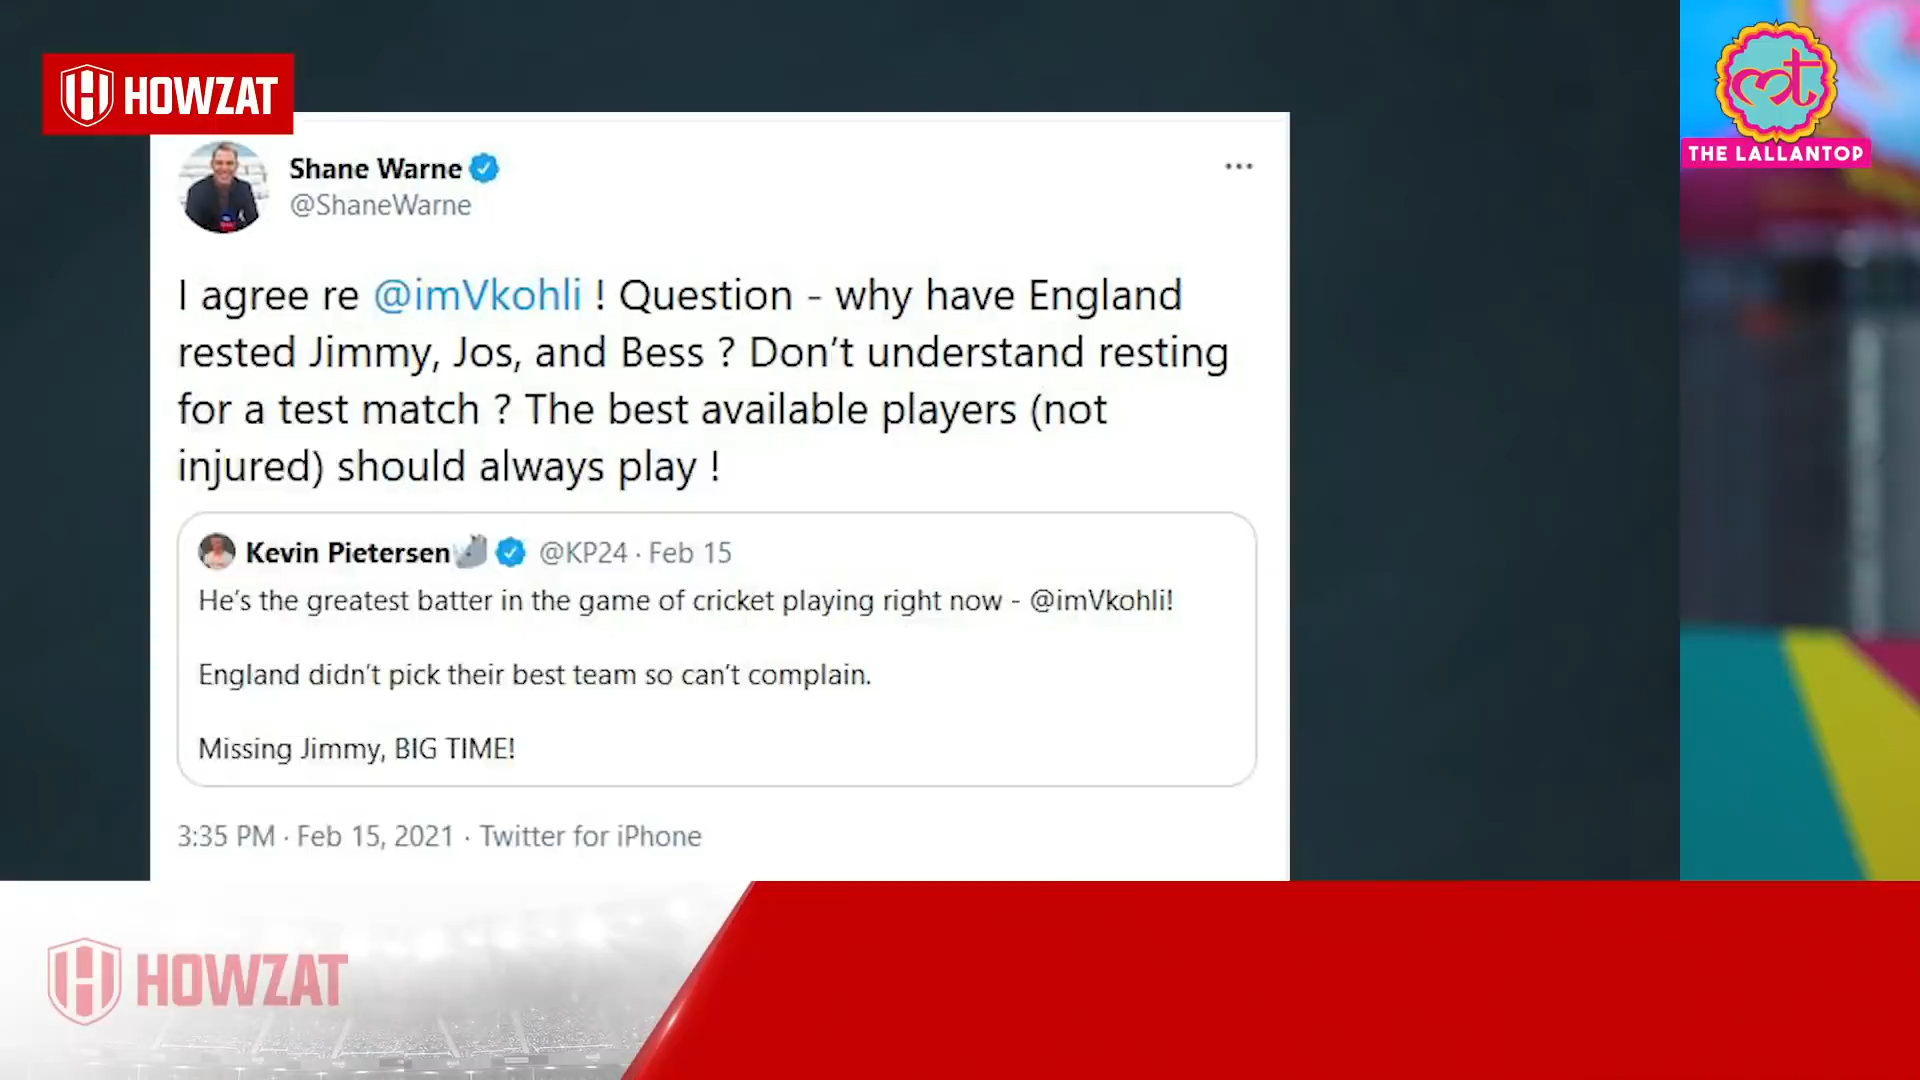 HOWZAT
THE LALLANTOP
Shane Warne
@ShaneWarne
I agree re @imVkohli ! Question - why have England
rested Jimmy, Jos, and Bess ? Don’t understand resting
for a test match ? The best available players (not
injured) should always play !
Kevin Pietersen @KP24 · Feb 15
He’s the greatest batter in the game of cricket playing right now - @imVkohli!
England didn’t pick their best team so can’t complain.
Missing Jimmy, BIG TIME!
3:35 PM · Feb 15, 2021 · Twitter for iPhone
HOWZAT